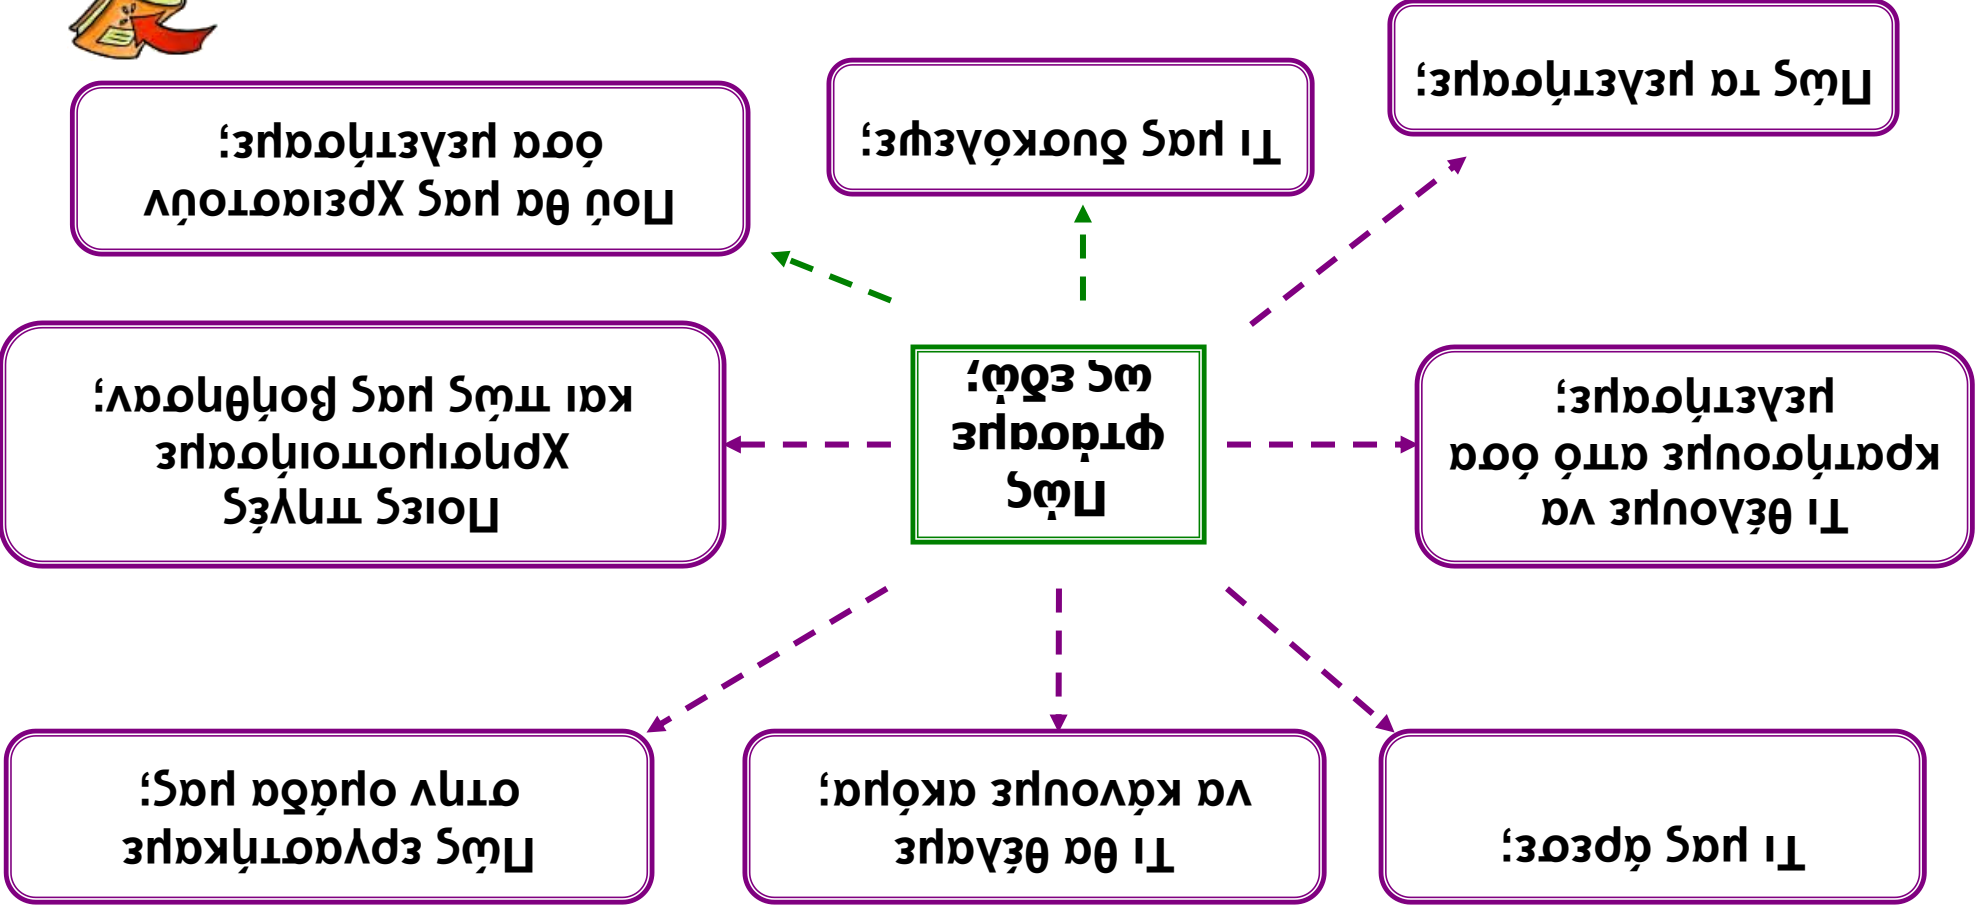 Τι μας άρεσε;
Τι θα θέλαμε
να κάνουμε ακόμα;
Πώς εργαστήκαμε
στην ομάδα μας;
Τι θέλουμε να
κρατήσουμε από όσα
μελετήσαμε;
Πώς
φτάσαμε
ως εδώ;
Ποιες πηγές
Χρησιμοποιήσαμε
και πώς μας βοήθησαν;
Πώς τα μελετήσαμε;
Τι μας δυσκόλεψε;
Πού θα μας Χρειαστούν
όσα μελετήσαμε;